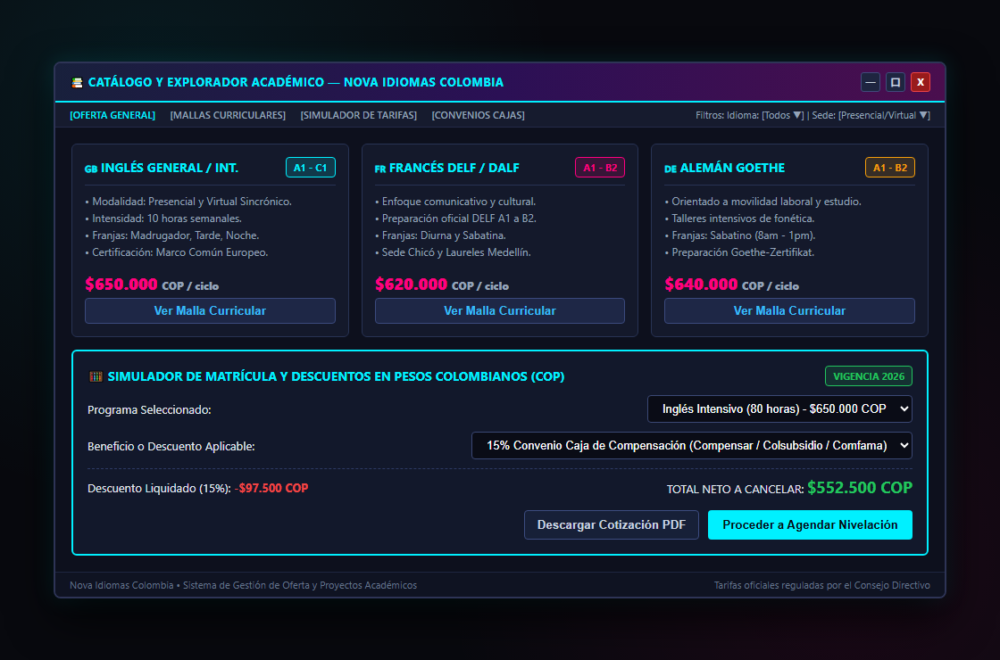 CATÁLOGO Y EXPLORADOR ACADÉMICO — NOVA IDIOMAS COLOMBIA
— 口 X
[OFERTA GENERAL] [MALLAS CURRICULARES] [SIMULADOR DE TARIFAS] [CONVENIOS CAJAS] Filtros: Idioma: [Todos ▼] | Sede: [Presencial/Virtual ▼]
GB INGLÉS GENERAL / INT. A1 - C1
• Modalidad: Presencial y Virtual Sincrónico.
• Intensidad: 10 horas semanales.
• Franjas: Madrugador, Tarde, Noche.
• Certificación: Marco Común Europeo.
$650.000 COP / ciclo
Ver Malla Curricular
FR FRANCÉS DELF / DALF A1 - B2
• Enfoque comunicativo y cultural.
• Preparación oficial DELF A1 a B2.
• Franjas: Diurna y Sabatina.
• Sede Chicó y Laureles Medellín.
$620.000 COP / ciclo
Ver Malla Curricular
DE ALEMÁN GOETHE A1 - B2
• Orientado a movilidad laboral y estudio.
• Talleres intensivos de fonética.
• Franjas: Sabatino (8am - 1pm).
• Preparación Goethe-Zertifikat.
$640.000 COP / ciclo
Ver Malla Curricular
SIMULADOR DE MATRÍCULA Y DESCUENTOS EN PESOS COLOMBIANOS (COP) VIGENCIA 2026
Programa Seleccionado: Inglés Intensivo (80 horas) - $650.000 COP
Beneficio o Descuento Aplicable: 15% Convenio Caja de Compensación (Compensar / Colsubsidio / Comfama)
Descuento Liquidado (15%): -$97.500 COP TOTAL NETO A CANCELAR: $552.500 COP
Descargar Cotización PDF Proceder a Agendar Nivelación
Nova Idiomas Colombia • Sistema de Gestión de Oferta y Proyectos Académicos Tarifas oficiales reguladas por el Consejo Directivo